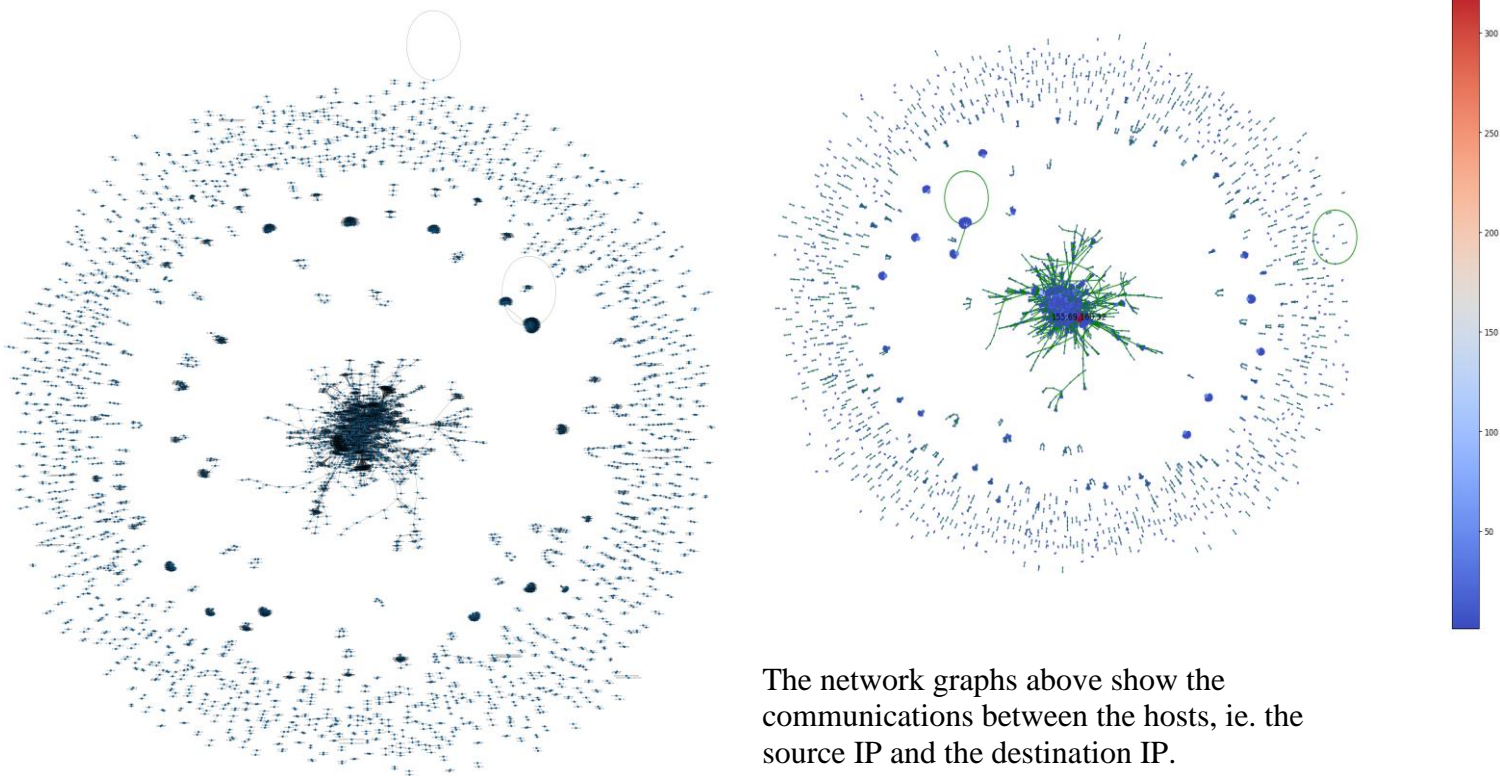 300
250
200
150
100
50
The network graphs above show the
communications between the hosts, ie. the
source IP and the destination IP.